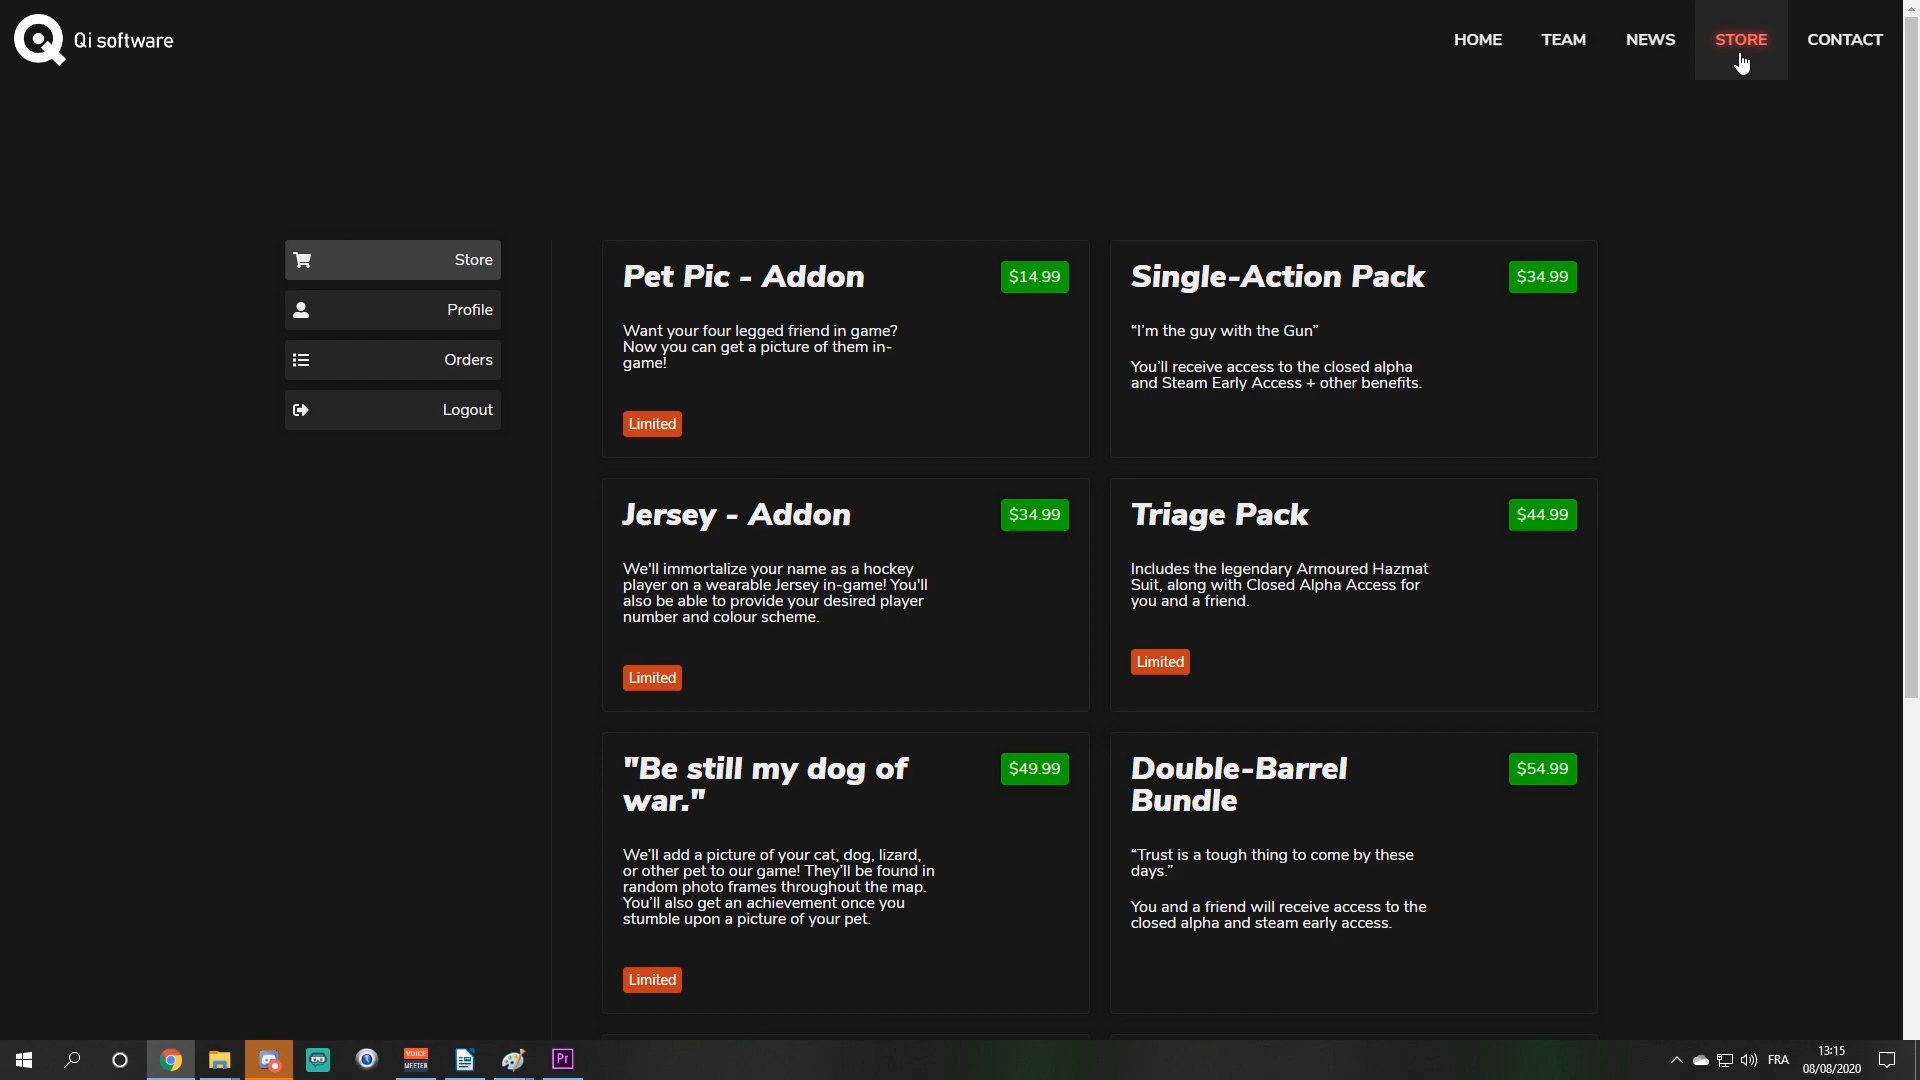 Qi software
HOME TEAM NEWS STORE CONTACT
Store
Profile
Orders
Logout
Pet Pic - Addon
$14.99
Want your four legged friend in game?
Now you can get a picture of them in-
game!
Limited
Single-Action Pack
$34.99
“I'm the guy with the Gun”
You'll receive access to the closed alpha
and Steam Early Access + other benefits.
Jersey - Addon
$34.99
We'll immortalize your name as a hockey
player on a wearable Jersey in-game! You'll
also be able to provide your desired player
number and colour scheme.
Limited
Triage Pack
$44.99
Includes the legendary Armoured Hazmat
Suit, along with Closed Alpha Access for
you and a friend.
Limited
"Be still my dog of
war."
$49.99
We’ll add a picture of your cat, dog, lizard,
or other pet to our game! They’ll be found in
random photo frames throughout the map.
You’ll also get an achievement once you
stumble upon a picture of your pet.
Limited
Double-Barrel
Bundle
$54.99
“Trust is a tough thing to come by these
days.”
You and a friend will receive access to the
closed alpha and steam early access.
VOICE
MEETER
Pr
FRA
13:15
08/08/2020